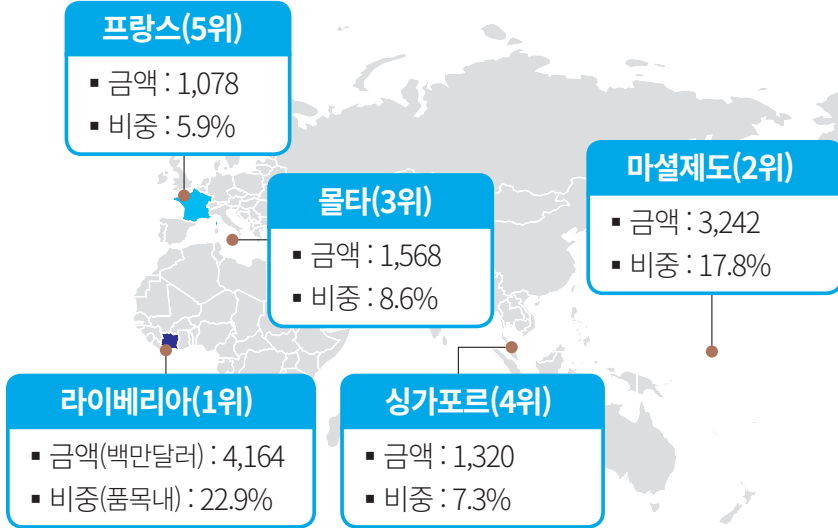 프랑스(5위)
▪ 금액 : 1,078
▪ 비중 : 5.9%
몰타(3위)
▪ 금액 : 1,568
▪ 비중 : 8.6%
마셜제도(2위)
▪ 금액 : 3,242
▪ 비중 : 17.8%
라이베리아(1위)
▪ 금액(백만달러) : 4,164
▪ 비중(품목내) : 22.9%
싱가포르(4위)
▪ 금액 : 1,320
▪ 비중 : 7.3%